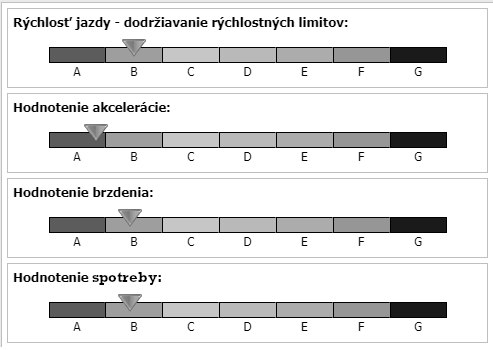 Rýchlosť jazdy - dodržiavanie rýchlostných limitov:
A B C D E F G
Hodnotenie akcelerácie:
A B C D E F G
Hodnotenie brzdenia:
A B C D E F G
Hodnotenie spotreby:
A B C D E F G